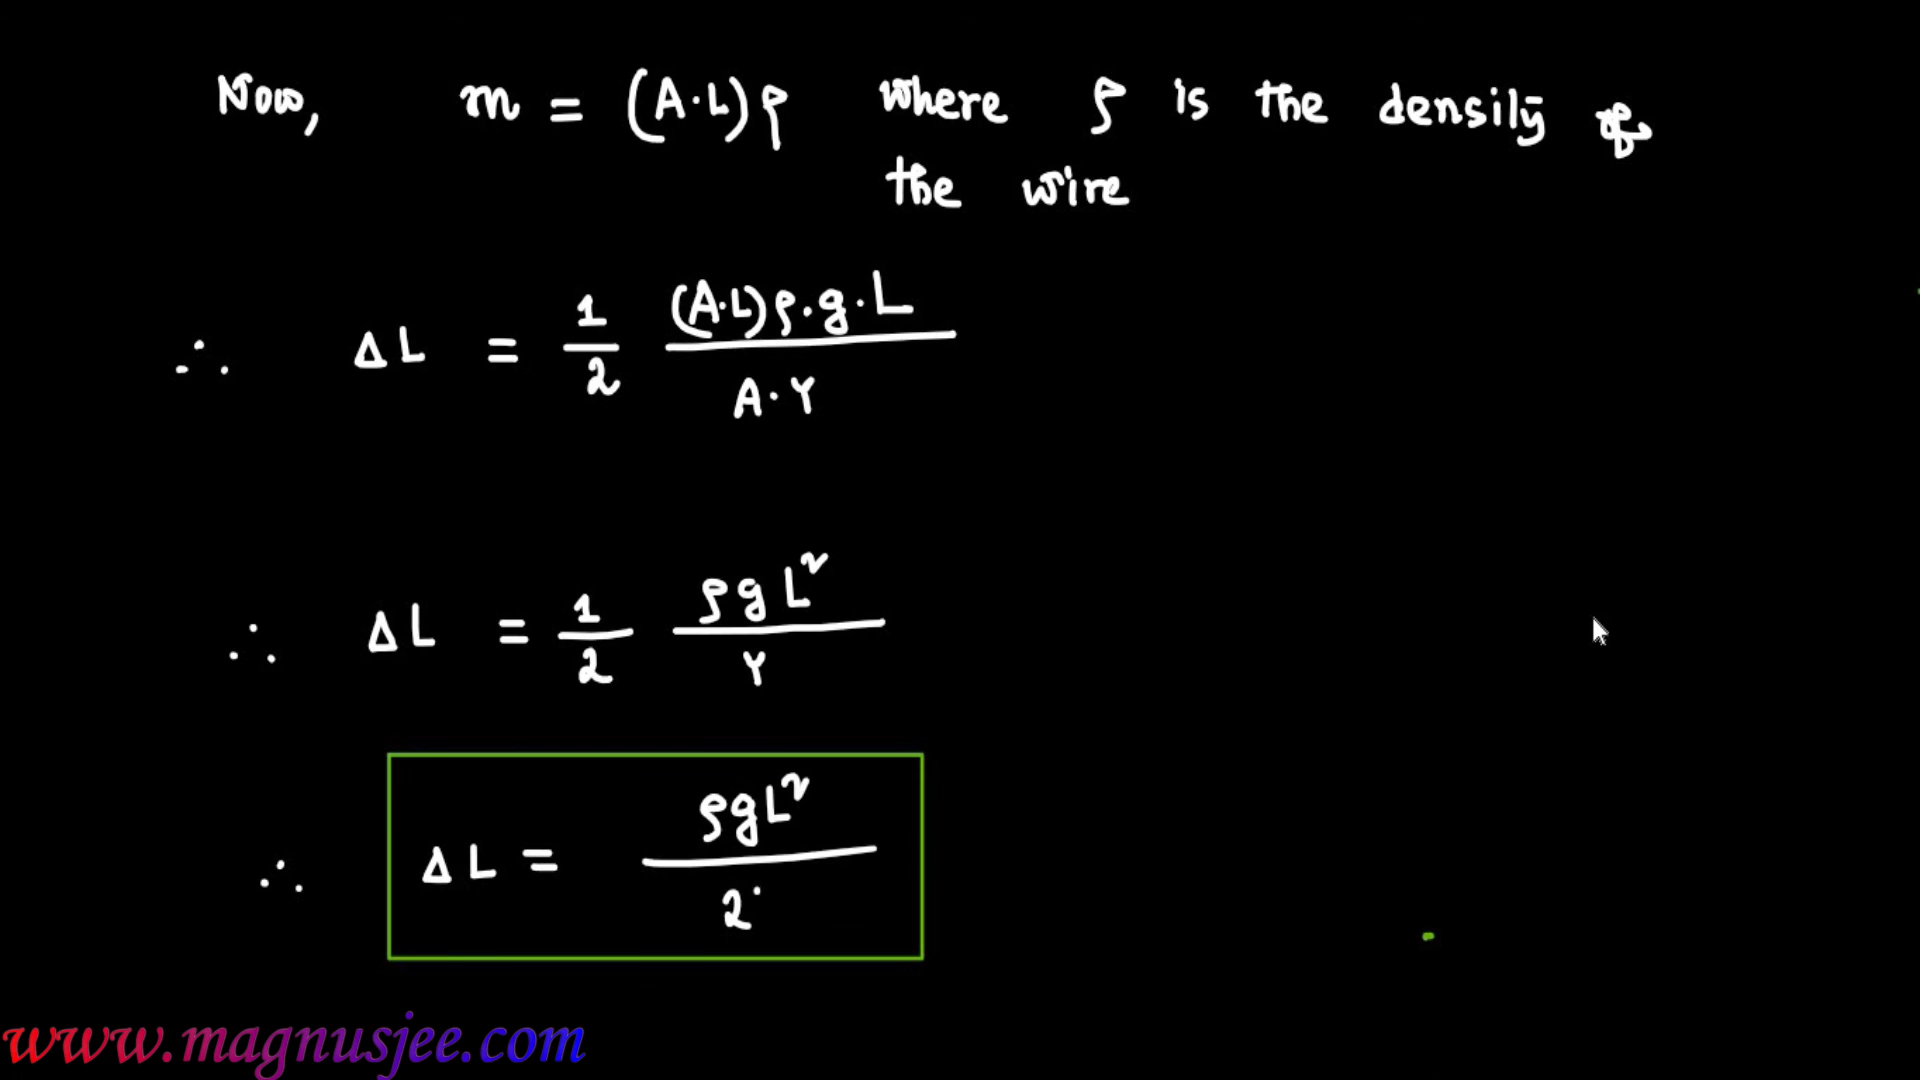 Now, m = (A·L)ρ where ρ is the density of
the wire
∴ ΔL = 1/2 (A·L)ρ·g·L / A·Y
∴ ΔL = 1/2 ρgL² / Y
∴ ΔL = ρgL² / 2·
www.magnusjee.com